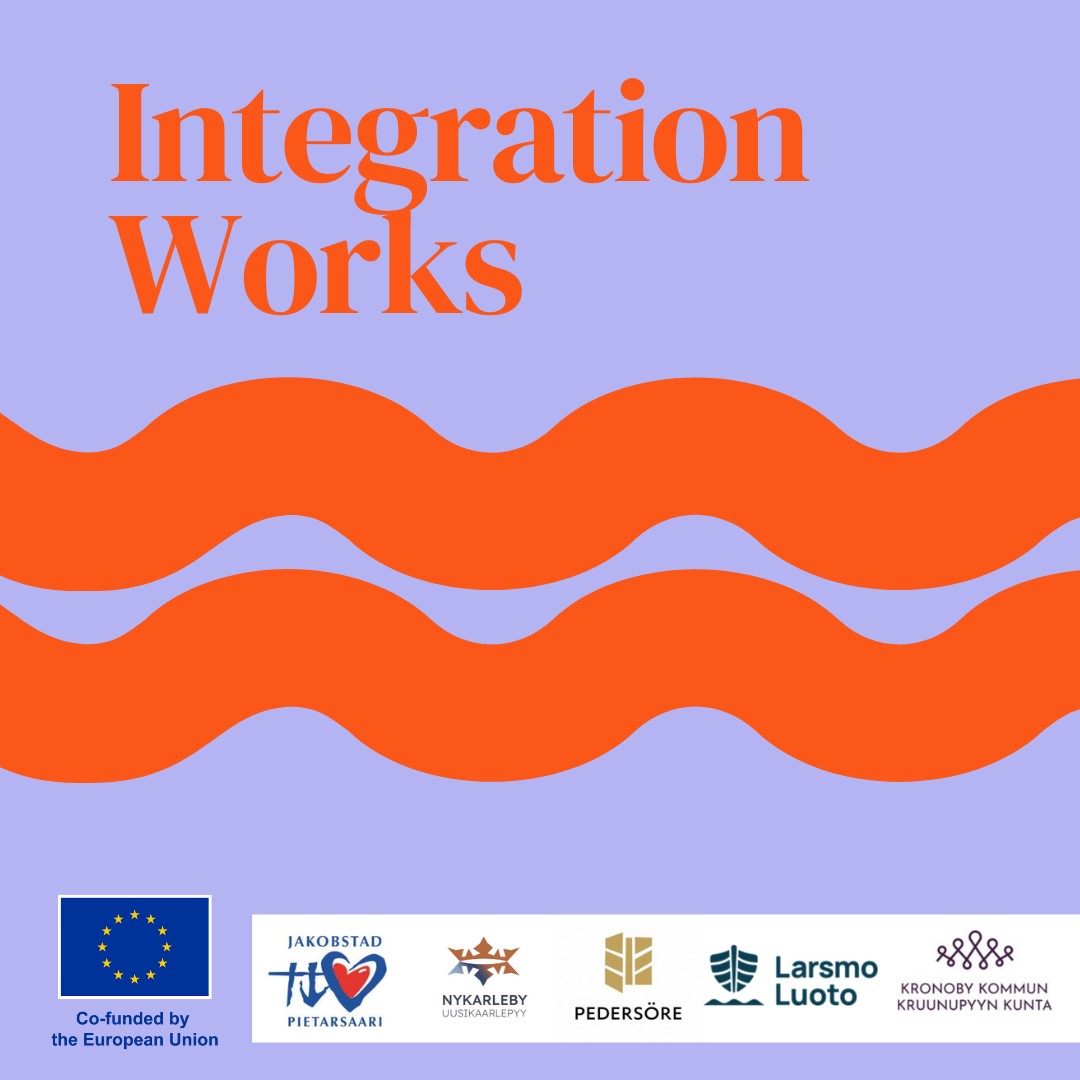 Integration
Works
Co-funded by
the European Union
JAKOBSTAD
PIETARSAARI
NYKARLEBY
UUSIKAARLEPYY
PEDERSÖRE
Larsmo
Luoto
KRONOBY KOMMUN
KRUUNUPYYN KUNTA